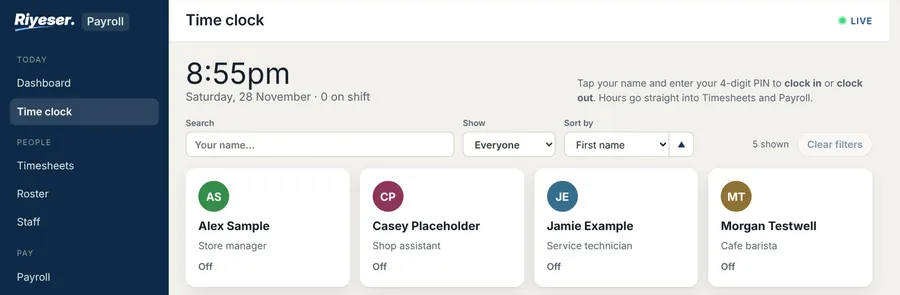 Riyeser. Payroll
TODAY
Dashboard
Time clock
PEOPLE
Timesheets
Roster
Staff
PAY
Payroll
Time clock
LIVE
8:55pm
Saturday, 28 November · 0 on shift
Tap your name and enter your 4-digit PIN to clock in or clock
out. Hours go straight into Timesheets and Payroll.
Search
Your name...
Show
Everyone
Sort by
First name ▲
5 shown
Clear filters
AS
Alex Sample
Store manager
Off
CP
Casey Placeholder
Shop assistant
Off
JE
Jamie Example
Service technician
Off
MT
Morgan Testwell
Cafe barista
Off